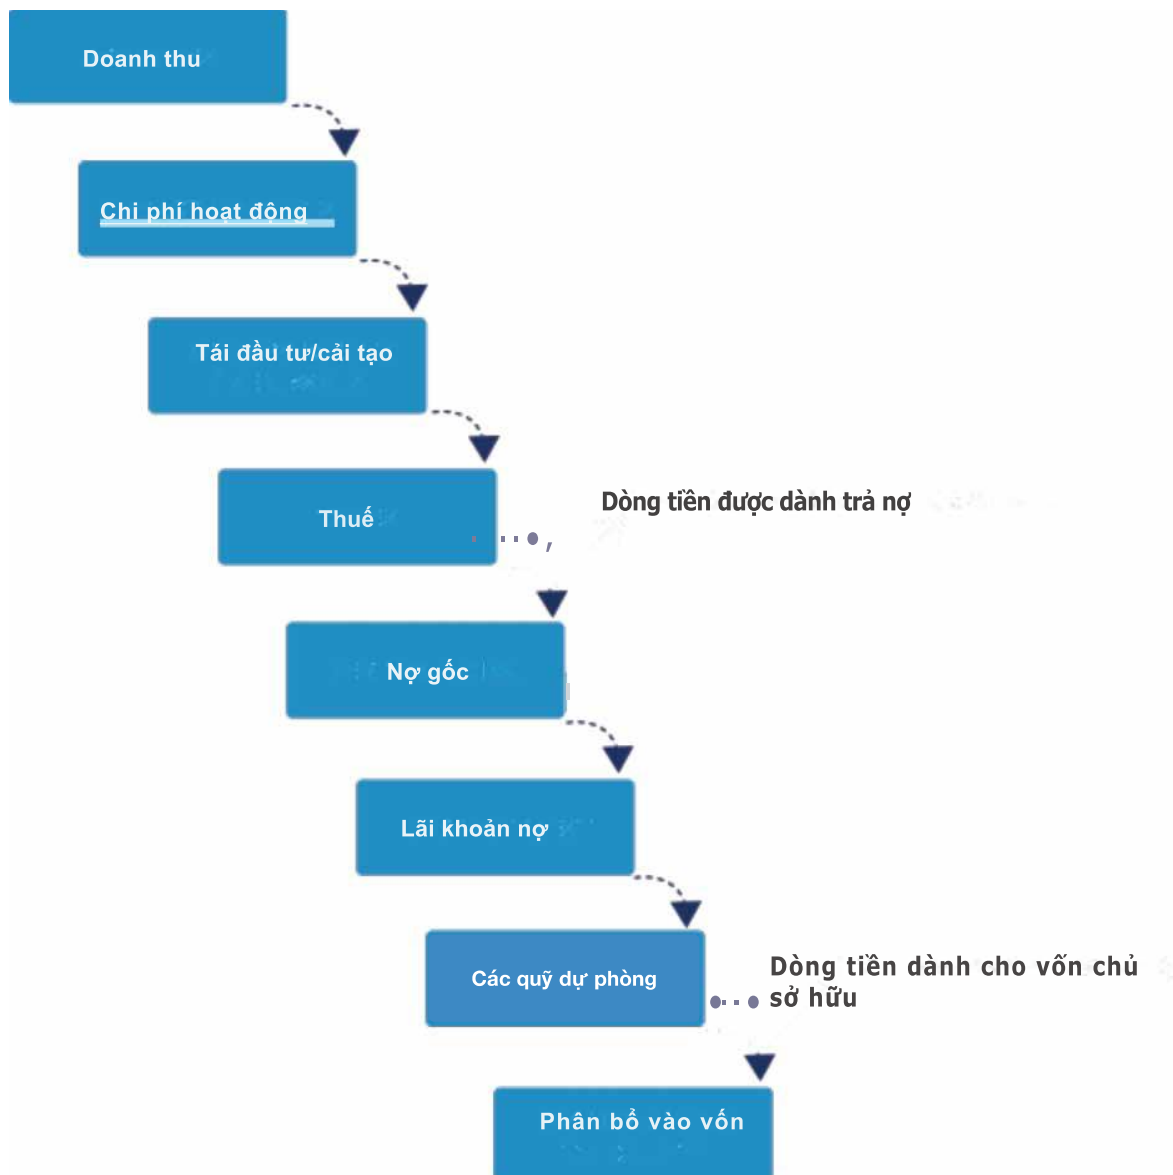 Doanh thu
Chi phí hoạt động
Tái đầu tư/cải tạo
Thuế
Dòng tiền được dành trả nợ
Nợ gốc
Lãi khoản nợ
Các quỹ dự phòng
Dòng tiền dành cho vốn chủ
sở hữu
Phân bổ vào vốn